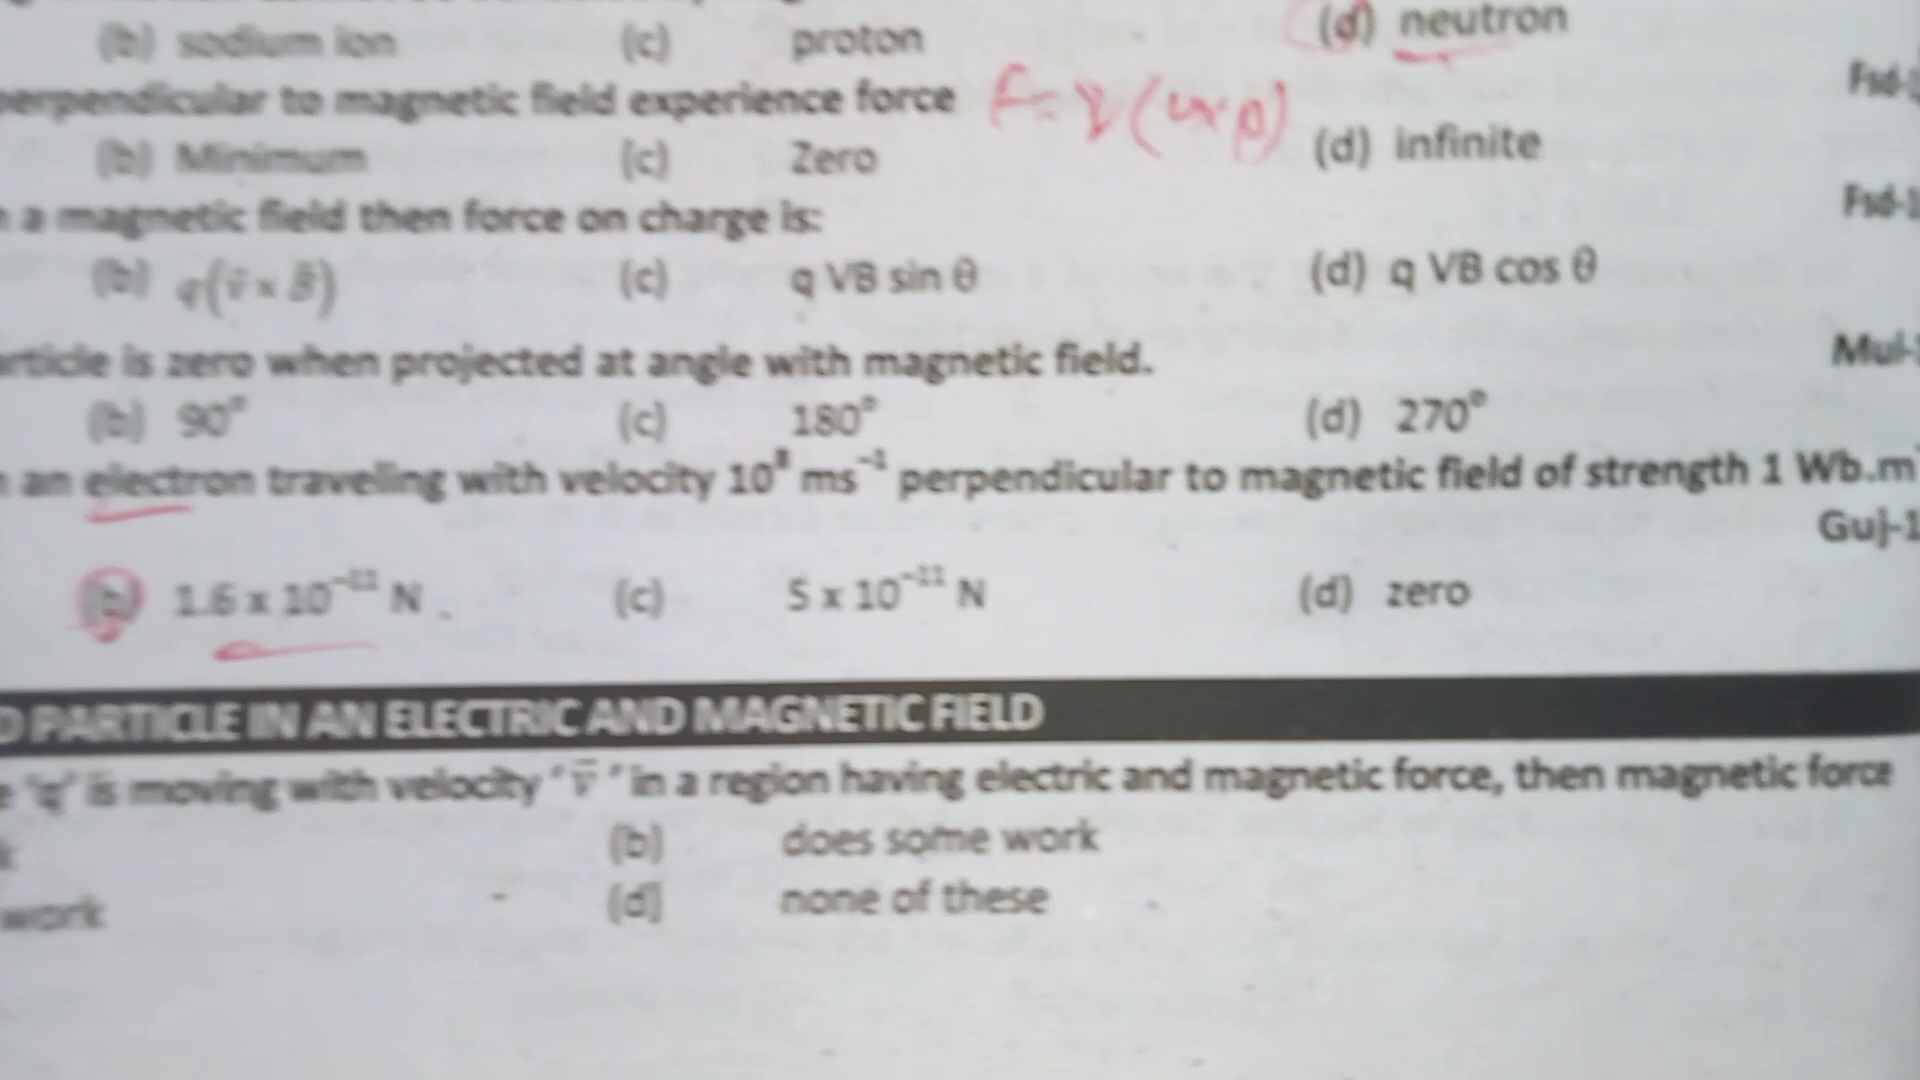 (b) sodium ion (c) proton (d) neutron
perpendicular to magnetic field experience force F=q(v×B)
(b) Minimum (c) Zero (d) infinite
a magnetic field then force on charge is:
(b) q(v̄ × B̄) (c) q VB sin θ (d) q VB cos θ
is zero when projected at angle with magnetic field.
(b) 90° (c) 180° (d) 270°
an electron traveling with velocity 10⁸ ms⁻¹ perpendicular to magnetic field of strength 1 Wb.m
(b) 1.6 x 10⁻¹¹ N. (c) 5 x 10⁻¹¹ N (d) zero
PARTICLE IN AN ELECTRIC AND MAGNETIC FIELD
'q' is moving with velocity 'v̄' in a region having electric and magnetic force, then magnetic force
(b) does some work
work (d) none of these